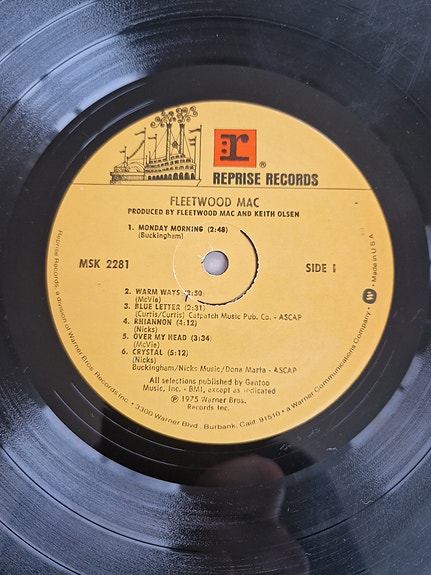 r ®
REPRISE RECORDS
FLEETWOOD MAC
PRODUCED BY FLEETWOOD MAC AND KEITH OLSEN
1. MONDAY MORNING (2:48)
(Buckingham)
MSK 2281
SIDE 1
2. WARM WAYS (3:50)
(McVie)
3. BLUE LETTER (2:31)
(Curtis/Curtis) Catpatch Music Pub. Co. - ASCAP
4. RHIANNON (4:12)
(Nicks)
5. OVER MY HEAD (3:34)
(McVie)
6. CRYSTAL (5:12)
(Nicks)
Buckingham/Nicks Music/Dona Marta - ASCAP
All selections published by Gentoo
Music, Inc. - BMI, except as indicated
℗ 1975 Warner Bros.
Records Inc.
Reprise Records, a division of Warner Bros. Records Inc. • 3300 Warner Blvd., Burbank, Calif. 91510 • a Warner Communications Company • W • Made in U.S.A.